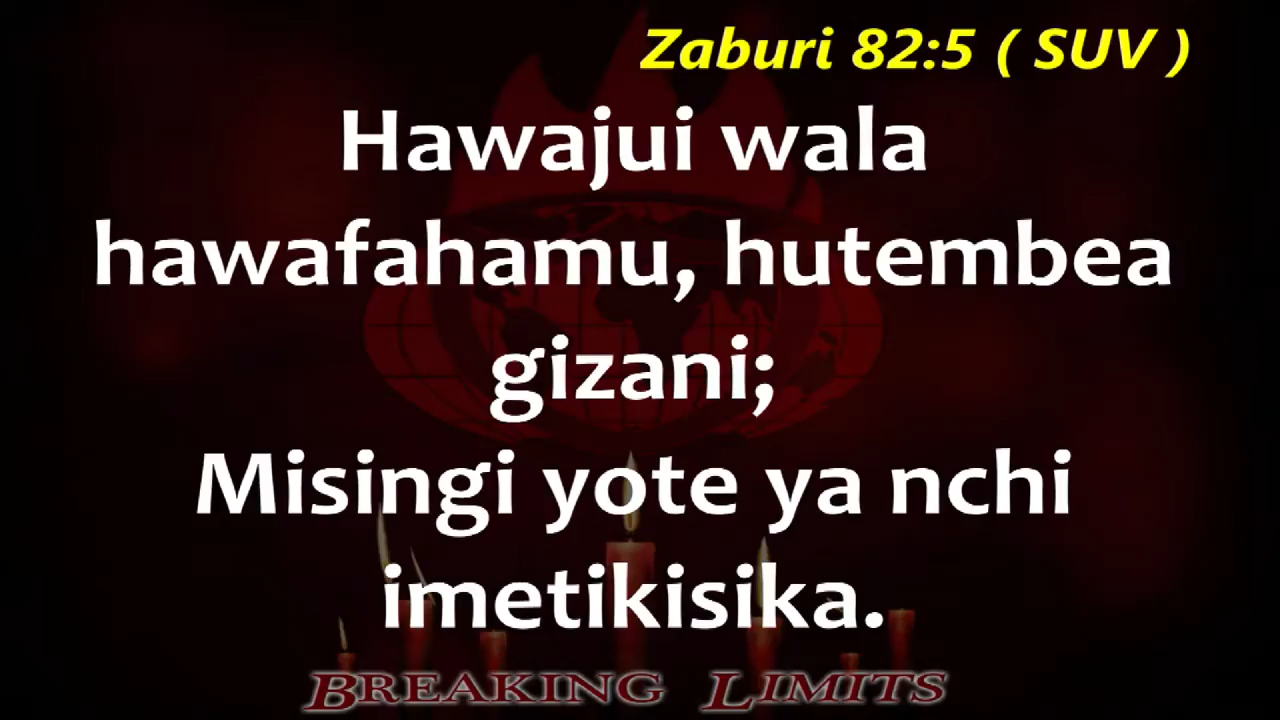 Zaburi 82:5 ( SUV )
Hawajui wala
hawafahamu, hutembea
gizani;
Misingi yote ya nchi
imetikisika.
BREAKING LIMITS